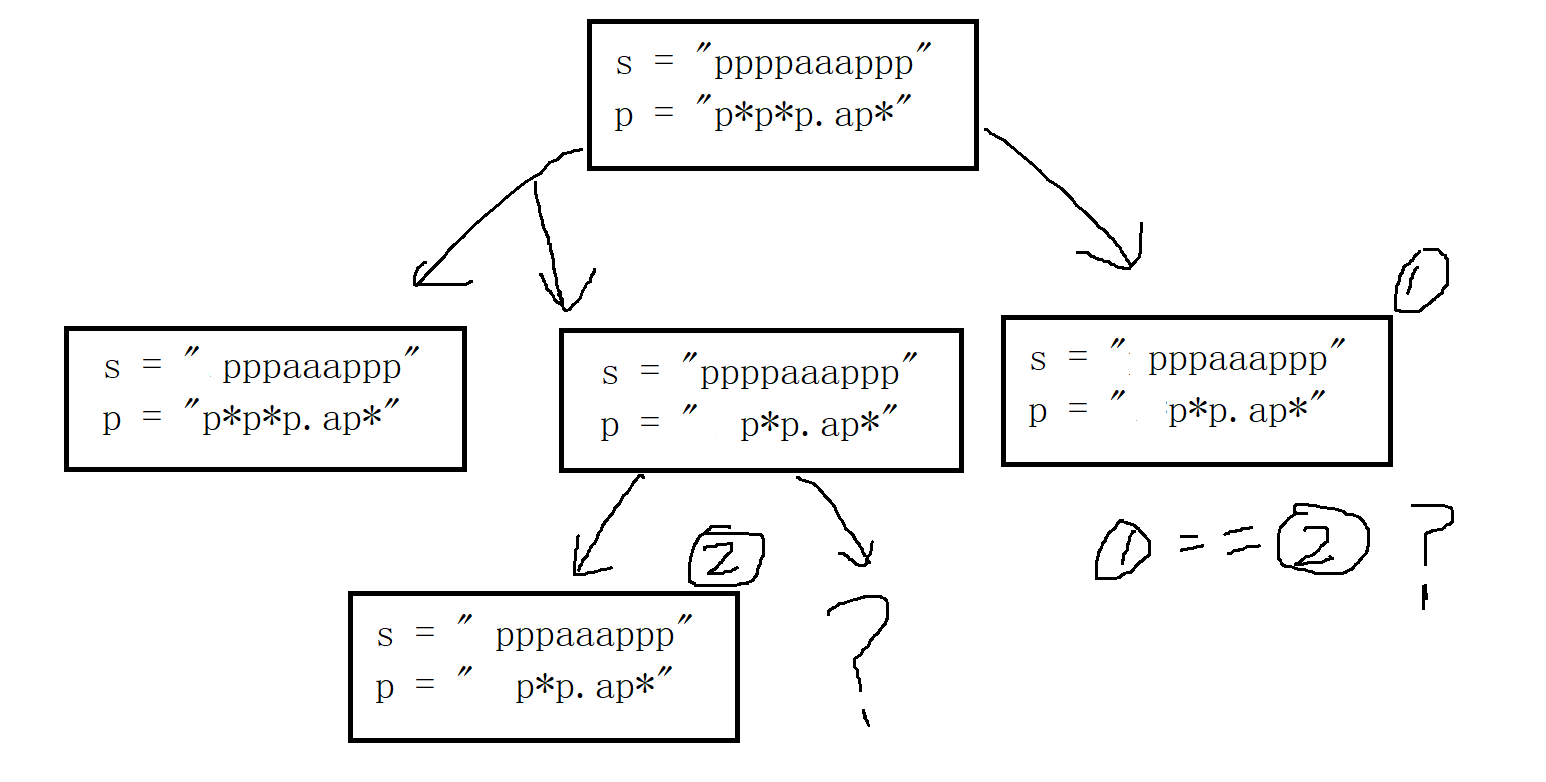 s = "ppppaaappp"
p = "p*p*p.ap*"
1
s = " pppaaappp"
p = "p*p*p.ap*"
s = "ppppaaappp"
p = " p*p.ap*"
s = " pppaaappp"
p = " p*p.ap*"
1 == 2 ?
2
?
s = " pppaaappp"
p = " p*p.ap*"